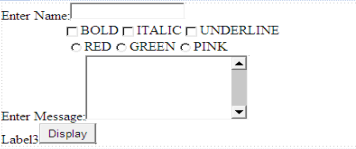 Enter Name:
BOLD ITALIC UNDERLINE
RED GREEN PINK
Enter Message:
Label3 Display